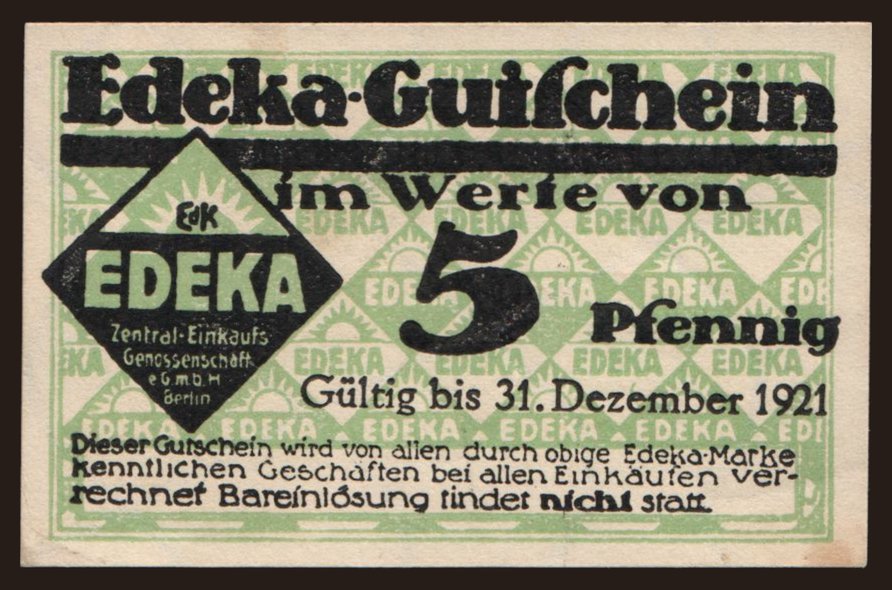 Edeka-Gutschein
im Werte von
5
Pfennig
EdK
EDEKA
Zentral-Einkaufs
Genossenschaft
e G m b H
Berlin
Gültig bis 31. Dezember 1921
Dieser Gutschein wird von allen durch obige Edeka-Marke
kenntlichen Geschäften bei allen Einkäufen ver-
rechnet Bareinlösung findet nicht statt.